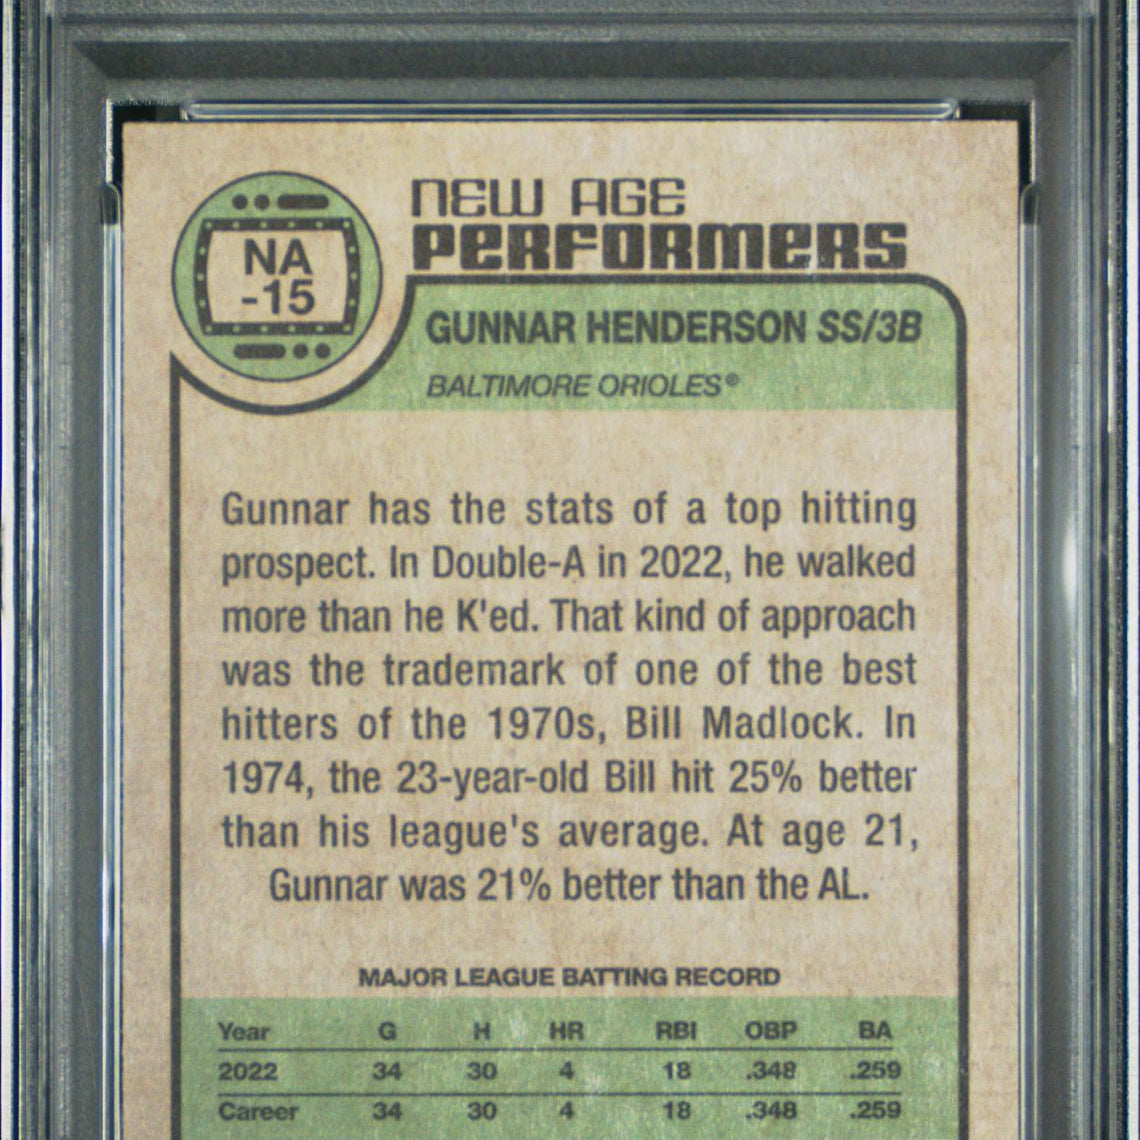 NA
-15
NEW AGE
PERFORMERS
GUNNAR HENDERSON SS/3B
BALTIMORE ORIOLES®
Gunnar has the stats of a top hitting
prospect. In Double-A in 2022, he walked
more than he K'ed. That kind of approach
was the trademark of one of the best
hitters of the 1970s, Bill Madlock. In
1974, the 23-year-old Bill hit 25% better
than his league's average. At age 21,
Gunnar was 21% better than the AL.
MAJOR LEAGUE BATTING RECORD
Year G H HR RBI OBP BA
2022 34 30 4 18 .348 .259
Career 34 30 4 18 .348 .259